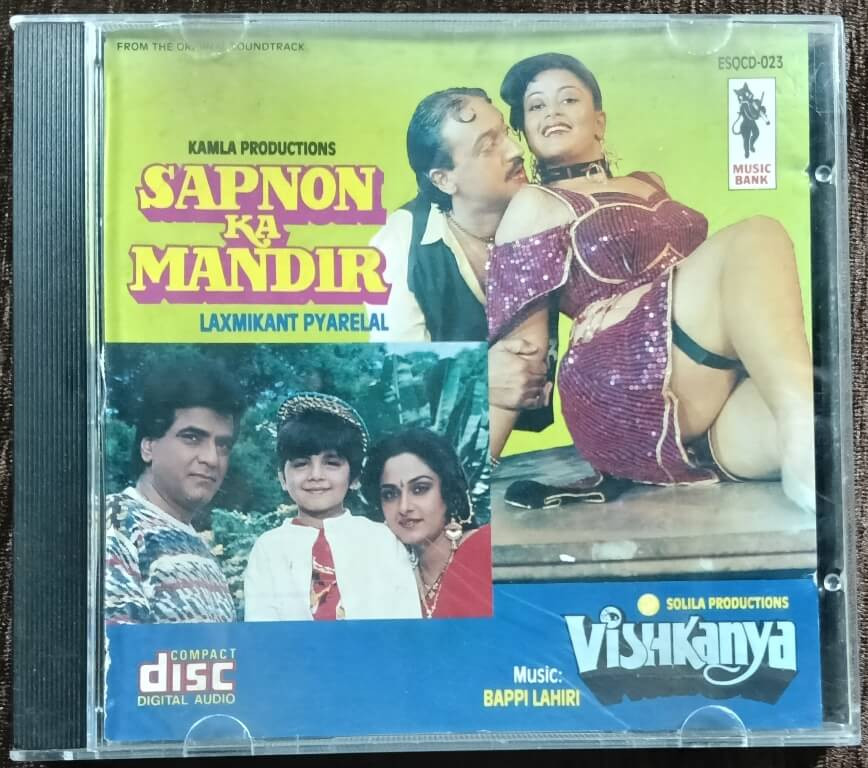 FROM THE ORIGINAL SOUNDTRACK
ESQCD-023
MUSIC
BANK
KAMLA PRODUCTIONS
SAPNON
KA
MANDIR
LAXMIKANT PYARELAL
SOLILA PRODUCTIONS
VISHKanya
Music:
BAPPI LAHIRI
COMPACT
disc
DIGITAL AUDIO